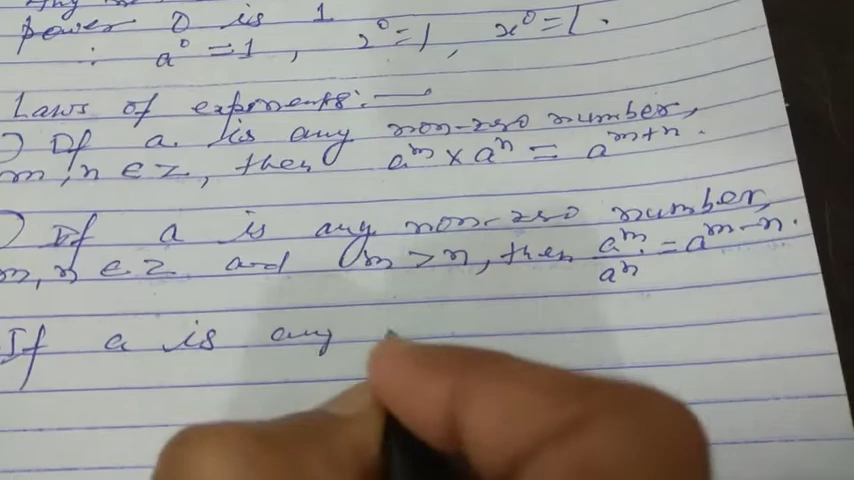 power 0 is 1
∴ a⁰ = 1, 2⁰ = 1, x⁰ = 1.
Laws of exponents:—
) If a is any non-zero number,
m, n ∈ Z, then aᵐ × aⁿ = aᵐ⁺ⁿ.
) If a is any non-zero number,
m, n ∈ Z and m > n, then aᵐ/aⁿ = aᵐ⁻ⁿ.
If a is any